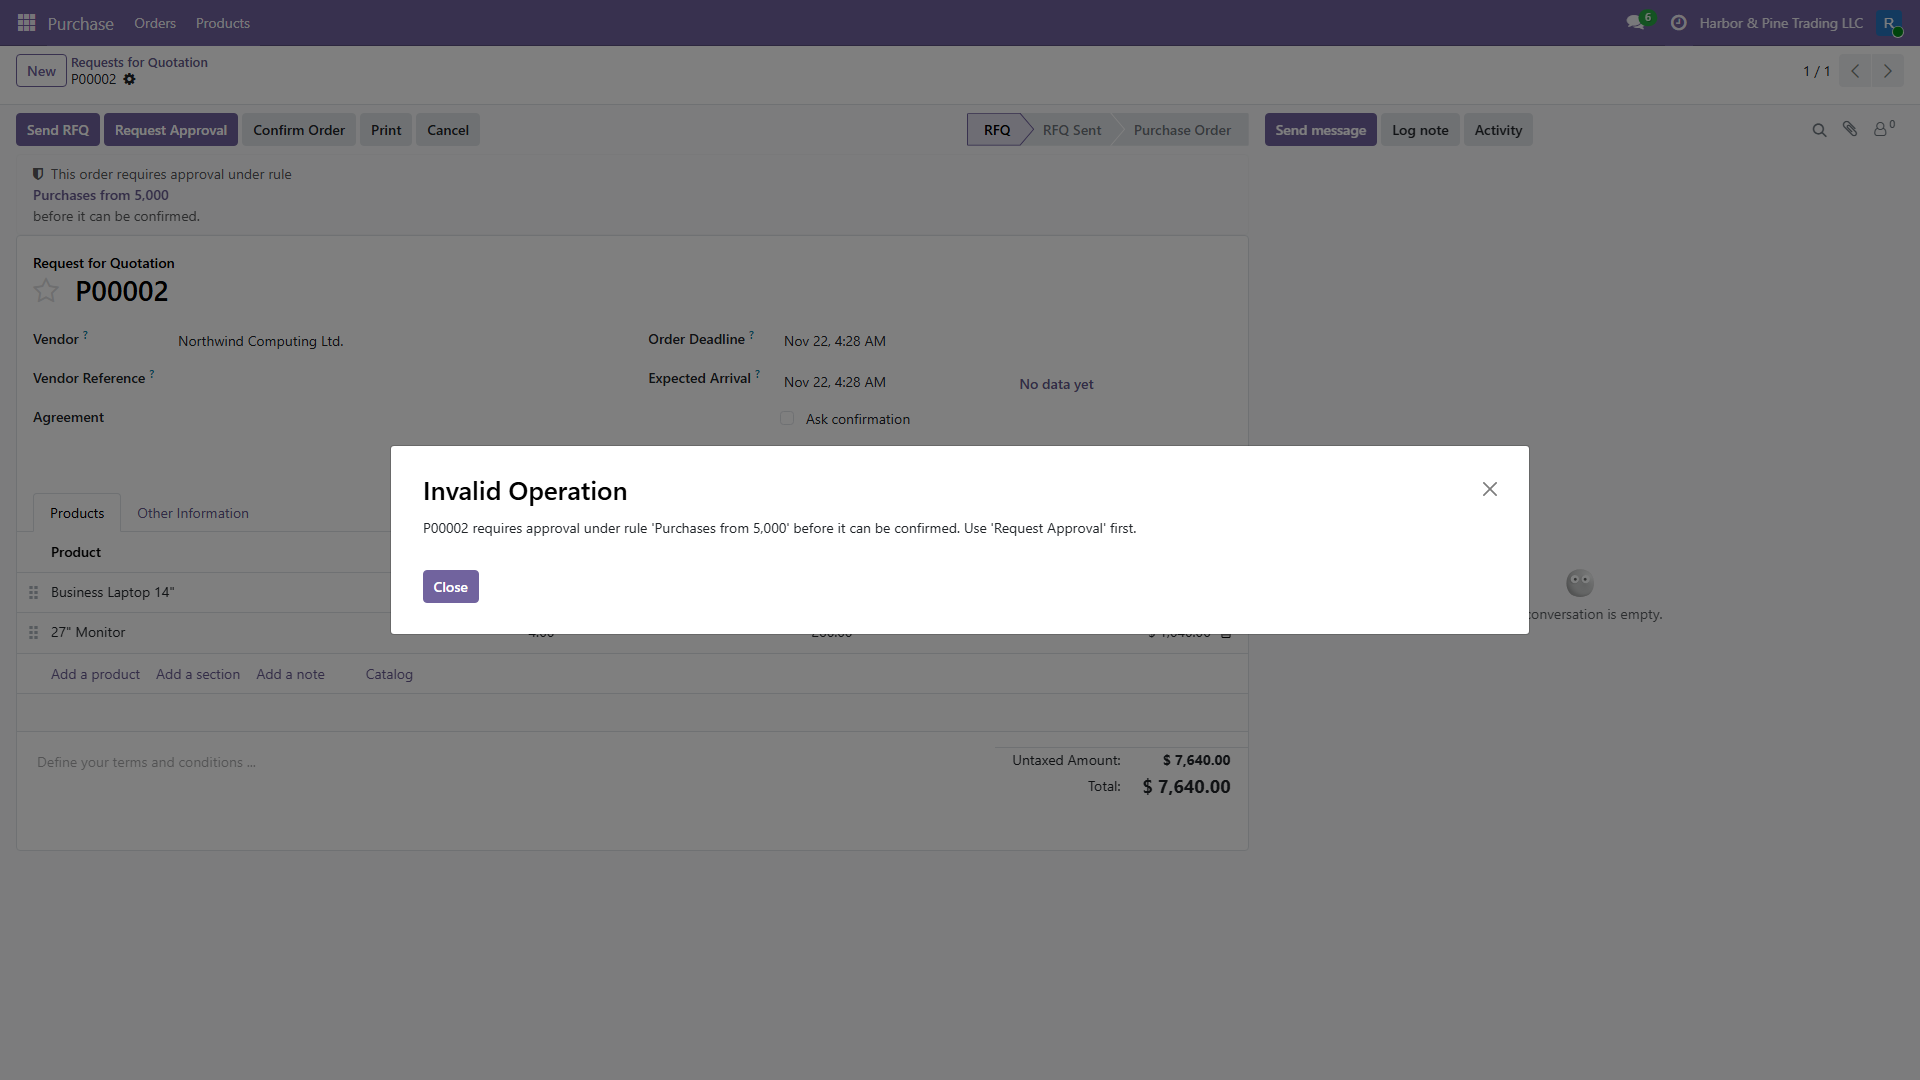 Purchase Orders Products 6 Harbor & Pine Trading LLC R
New Requests for Quotation
P00002 1 / 1
Send RFQ Request Approval Confirm Order Print Cancel RFQ RFQ Sent Purchase Order Send message Log note Activity 0
This order requires approval under rule
Purchases from 5,000
before it can be confirmed.
Request for Quotation
P00002
Vendor ? Northwind Computing Ltd. Order Deadline ? Nov 22, 4:28 AM
Vendor Reference ? Expected Arrival ? Nov 22, 4:28 AM No data yet
Agreement Ask confirmation
Invalid Operation
P00002 requires approval under rule 'Purchases from 5,000' before it can be confirmed. Use 'Request Approval' first.
Close
Products Other Information
Product
Business Laptop 14"
conversation is empty.
27" Monitor
Add a product Add a section Add a note Catalog
Define your terms and conditions ... Untaxed Amount: $ 7,640.00
Total: $ 7,640.00